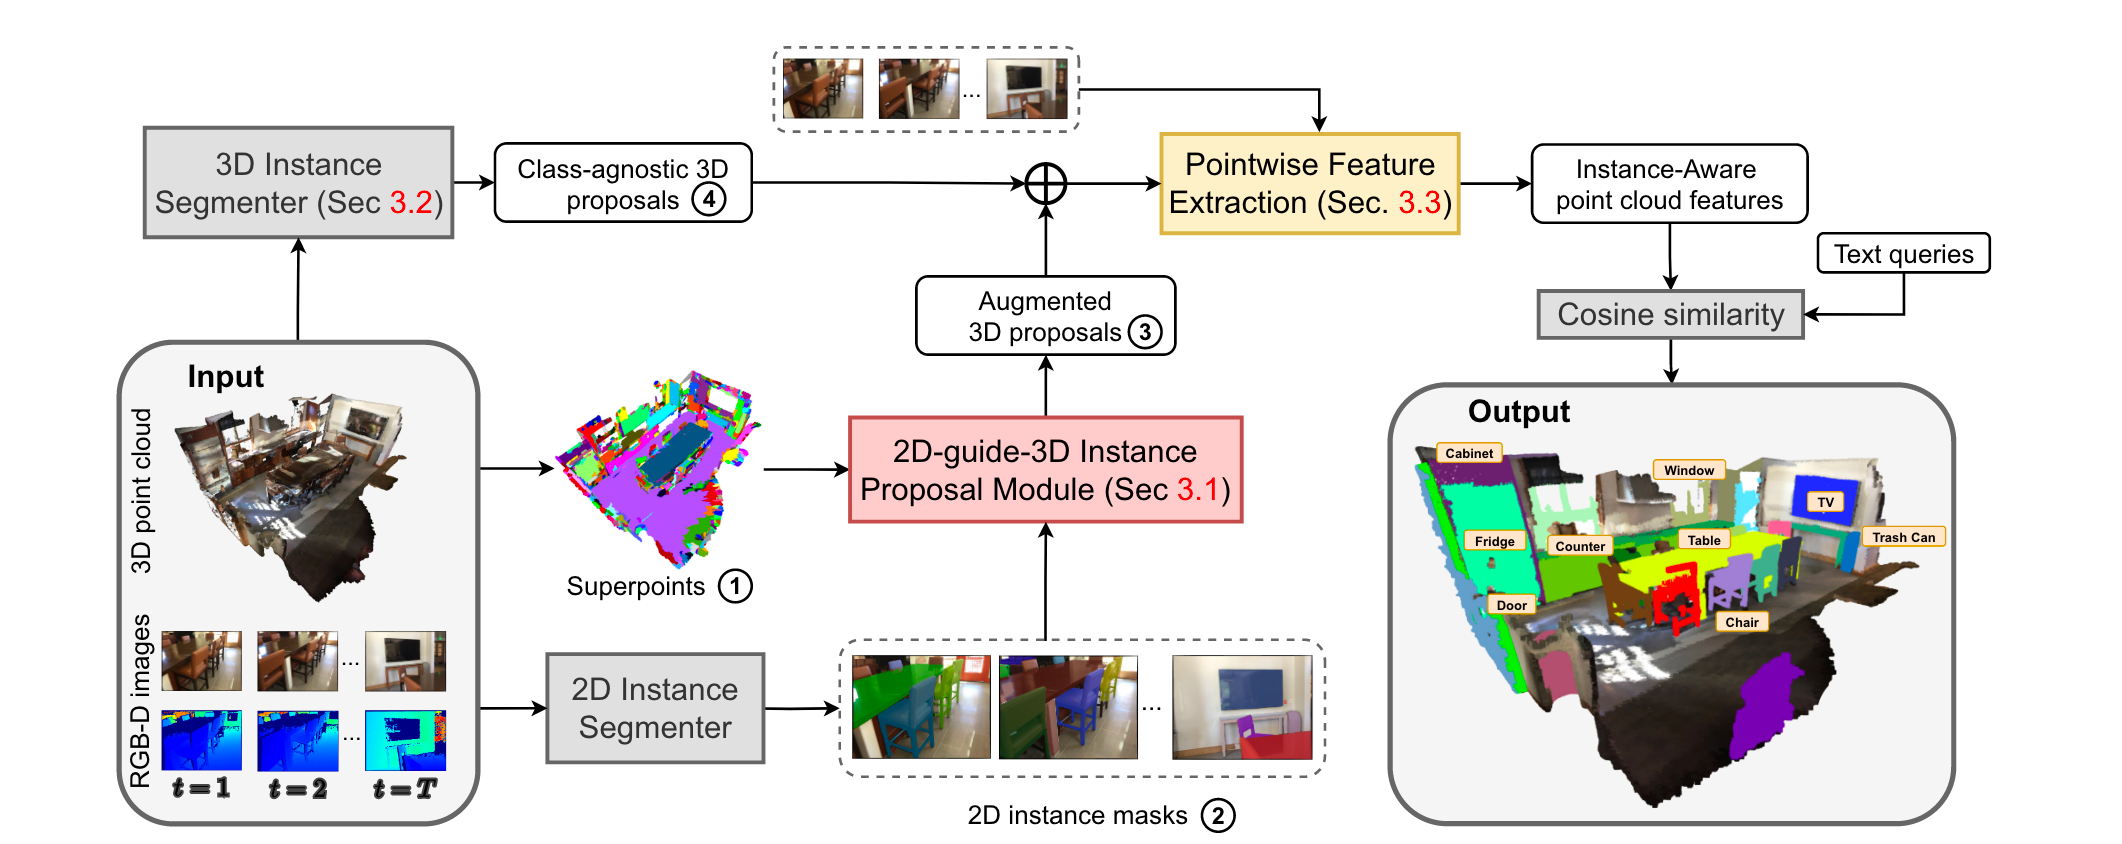 3D Instance
Segmenter (Sec 3.2)
Class-agnostic 3D
proposals 4
...
Pointwise Feature
Extraction (Sec. 3.3)
Instance-Aware
point cloud features
Text queries
Cosine similarity
Augmented
3D proposals 3
Input
3D point cloud
RGB-D images
...
...
t = 1
t = 2
t = T
Superpoints 1
2D-guide-3D Instance
Proposal Module (Sec 3.1)
2D Instance
Segmenter
...
2D instance masks 2
Output
Cabinet
Window
TV
Fridge
Counter
Table
Trash Can
Door
Chair